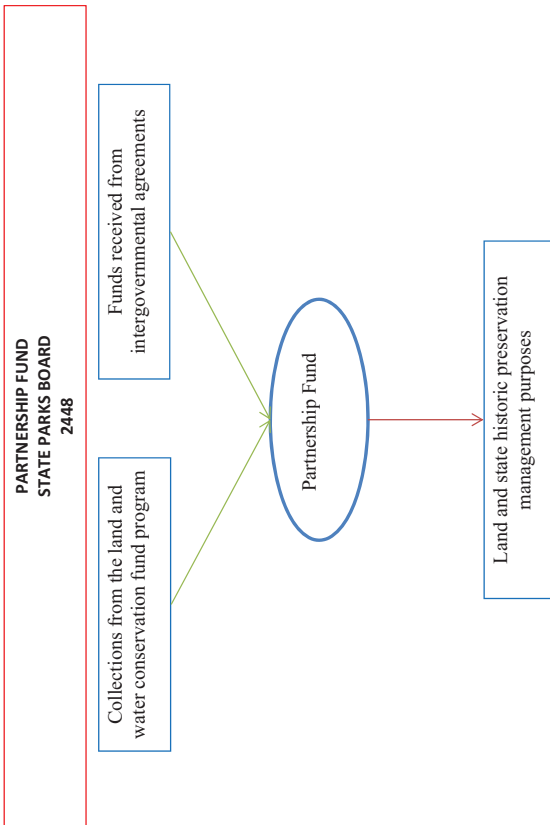 PARTNERSHIP FUND
STATE PARKS BOARD
2448
Collections from the land and
water conservation fund program
Funds received from
intergovernmental agreements
Partnership Fund
Land and state historic preservation
management purposes